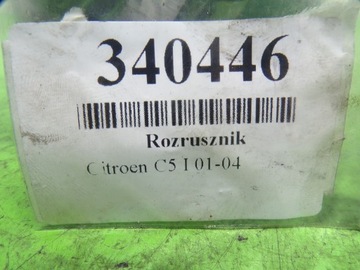 340446
Rozrusznik
Citroen C5 I 01-04